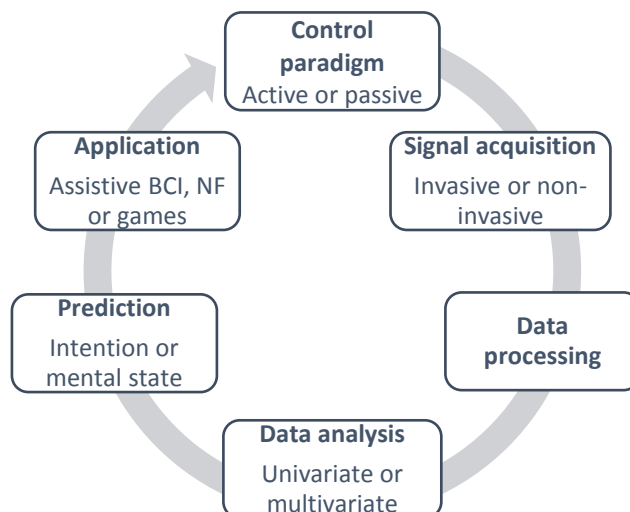 Control
paradigm
Active or passive
Signal acquisition
Invasive or non-
invasive
Data
processing
Data analysis
Univariate or
multivariate
Prediction
Intention or
mental state
Application
Assistive BCI, NF
or games